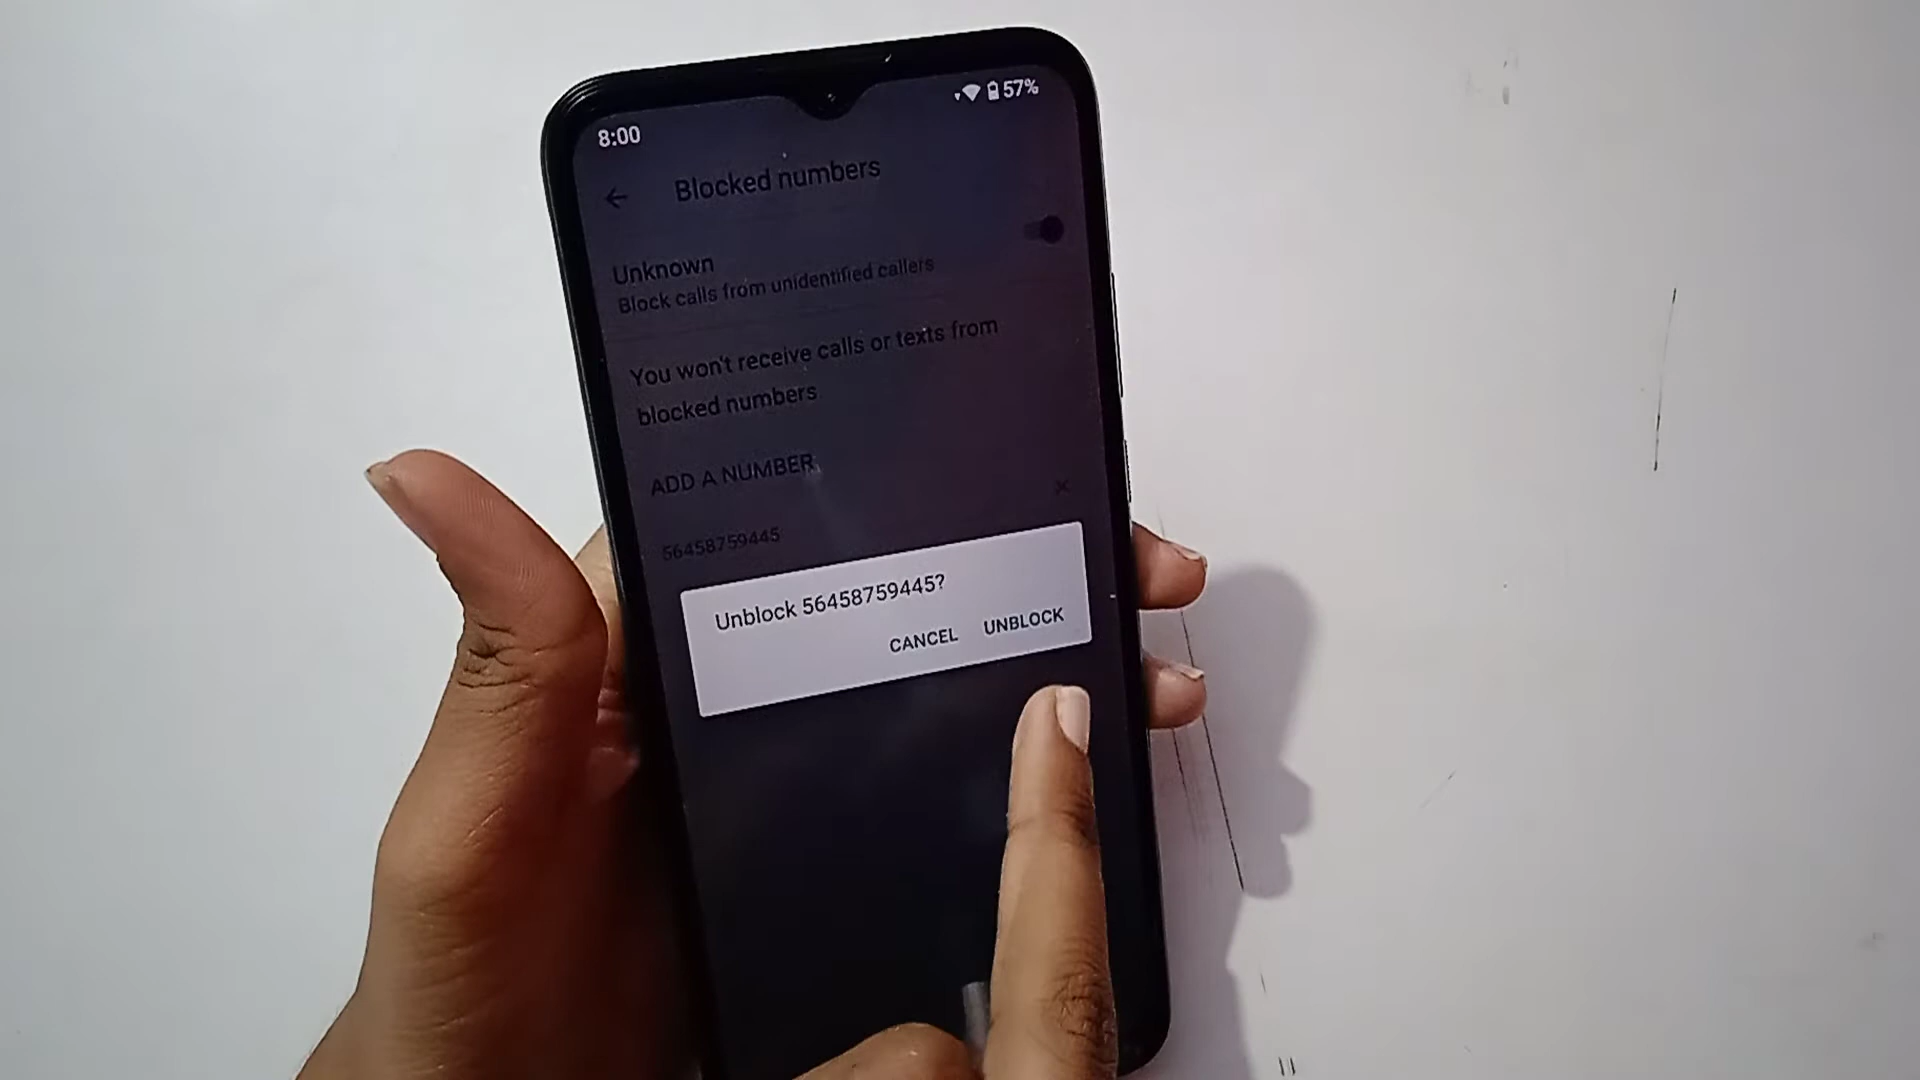 8:00
57%
Blocked numbers
Unknown
Block calls from unidentified callers
You won't receive calls or texts from
blocked numbers
ADD A NUMBER
56458759445
Unblock 56458759445?
CANCEL UNBLOCK